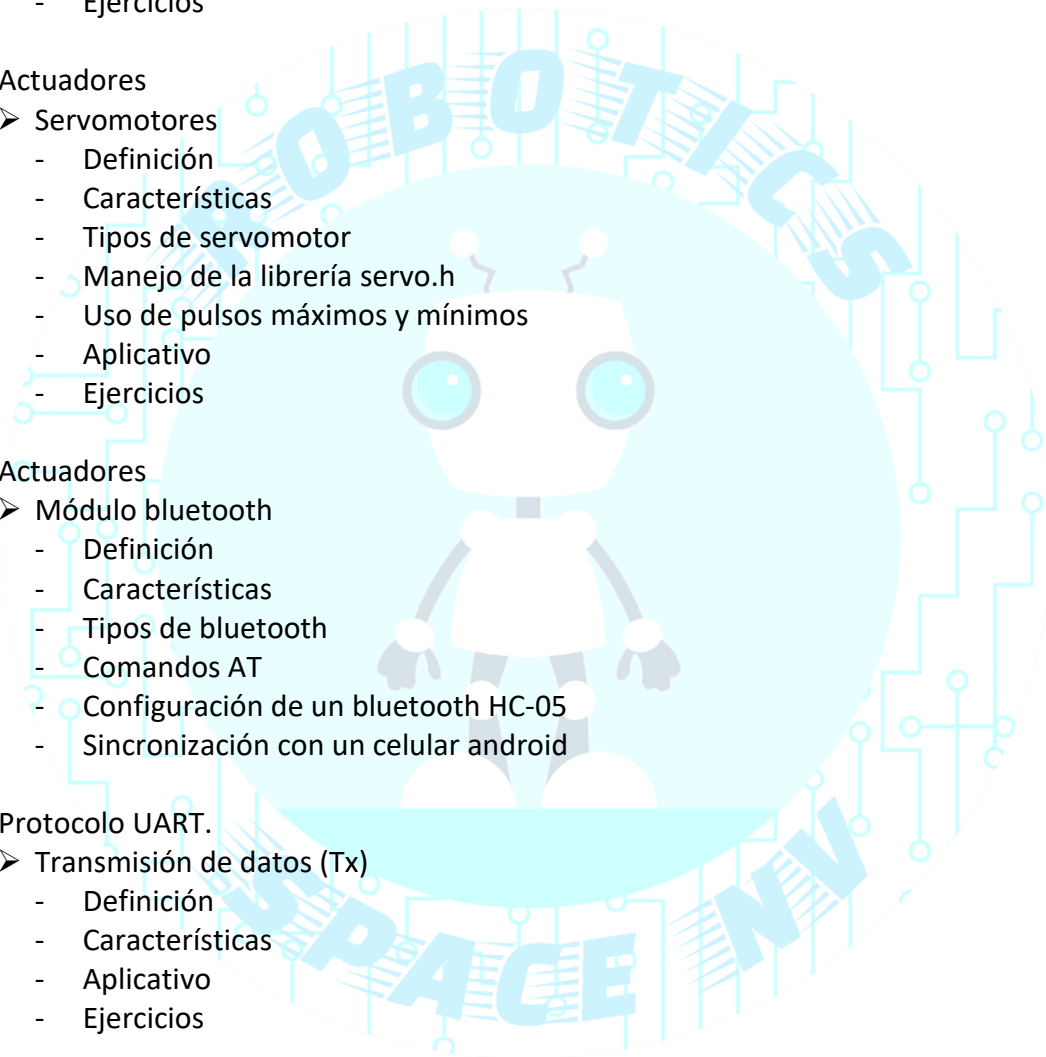 - Ejercicios
Actuadores
➢ Servomotores
- Definición
- Características
- Tipos de servomotor
- Manejo de la librería servo.h
- Uso de pulsos máximos y mínimos
- Aplicativo
- Ejercicios
Actuadores
➢ Módulo bluetooth
- Definición
- Características
- Tipos de bluetooth
- Comandos AT
- Configuración de un bluetooth HC-05
- Sincronización con un celular android
Protocolo UART.
➢ Transmisión de datos (Tx)
- Definición
- Características
- Aplicativo
- Ejercicios
ROBOTICS
SPACE NV